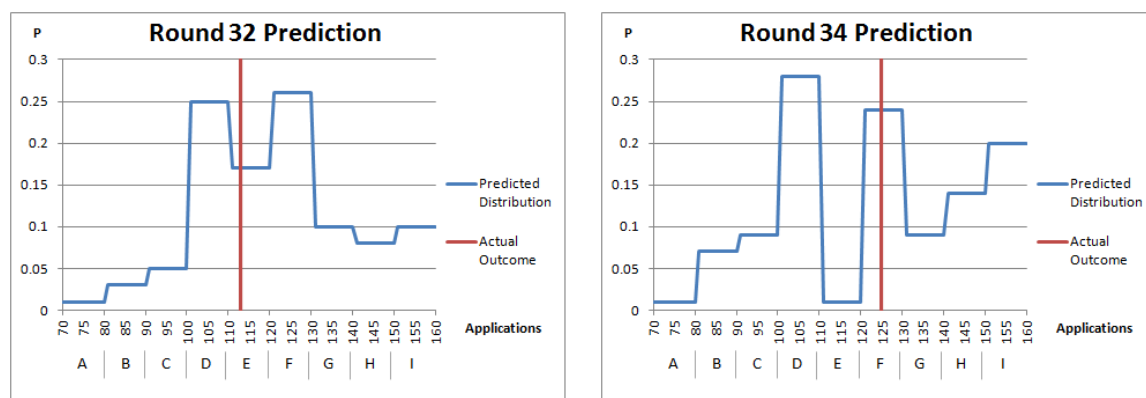 P
Round 32 Prediction
0.3
0.25
0.2
0.15
0.1
0.05
0
70 75 80 85 90 95 100 105 110 115 120 125 130 135 140 145 150 155 160
Applications
A B C D E F G H I
Predicted
Distribution
Actual
Outcome
P
Round 34 Prediction
0.3
0.25
0.2
0.15
0.1
0.05
0
70 75 80 85 90 95 100 105 110 115 120 125 130 135 140 145 150 155 160
Applications
A B C D E F G H I
Predicted
Distribution
Actual
Outcome